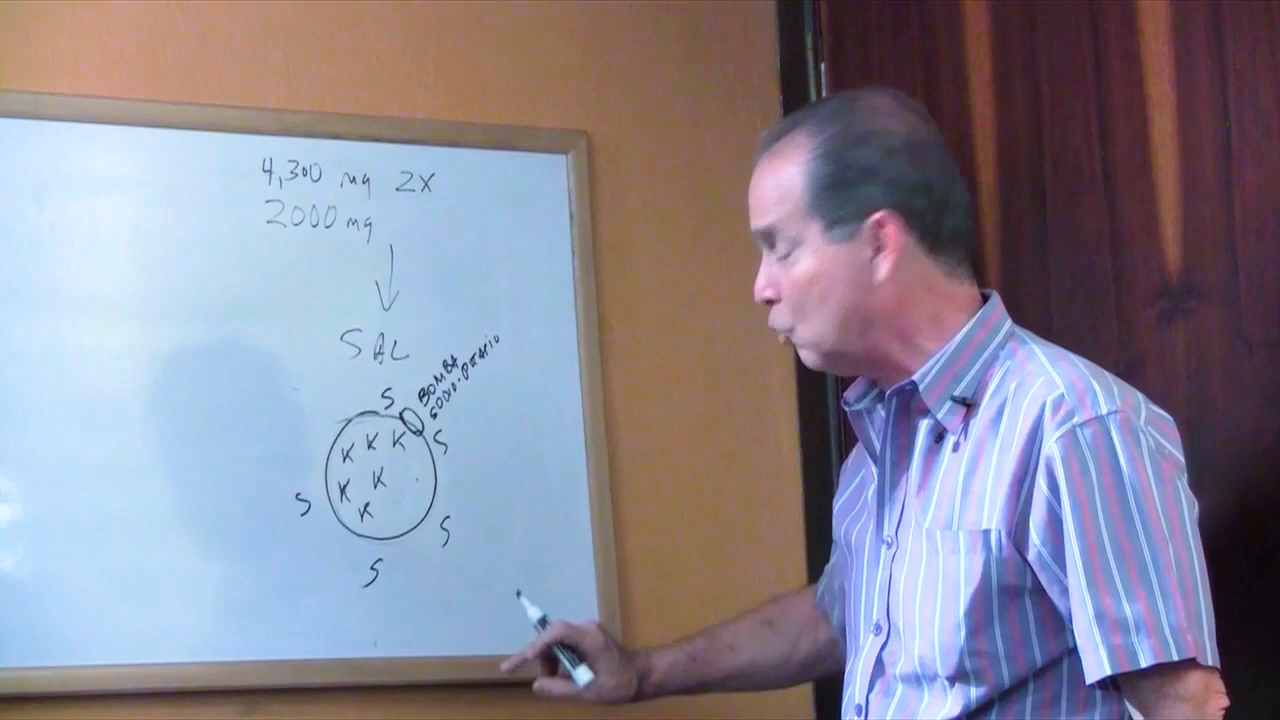 4,300 mg 2X
2000 mg
SAL
BOMBA
SODIO-POTASIO
S
S
K K K
K K
S
K
S
S